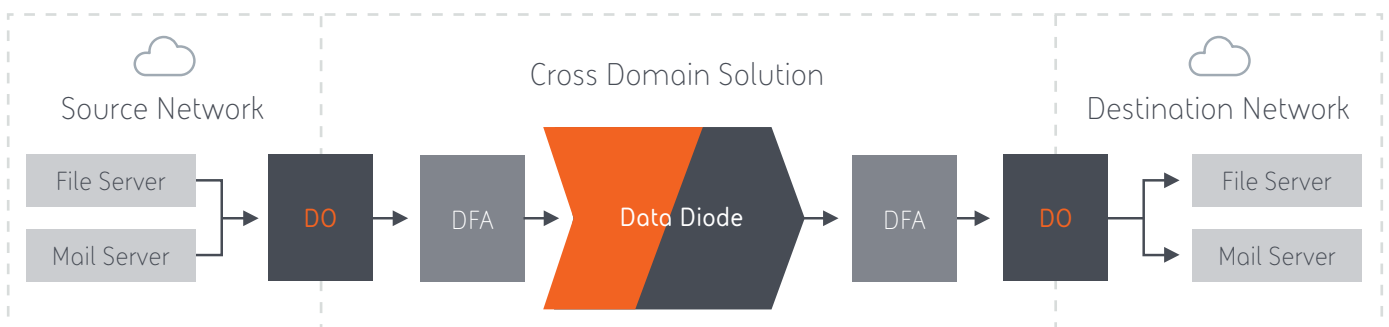 Cross Domain Solution
Source Network
File Server
Mail Server
DO
DFA
Data Diode
DFA
DO
Destination Network
File Server
Mail Server